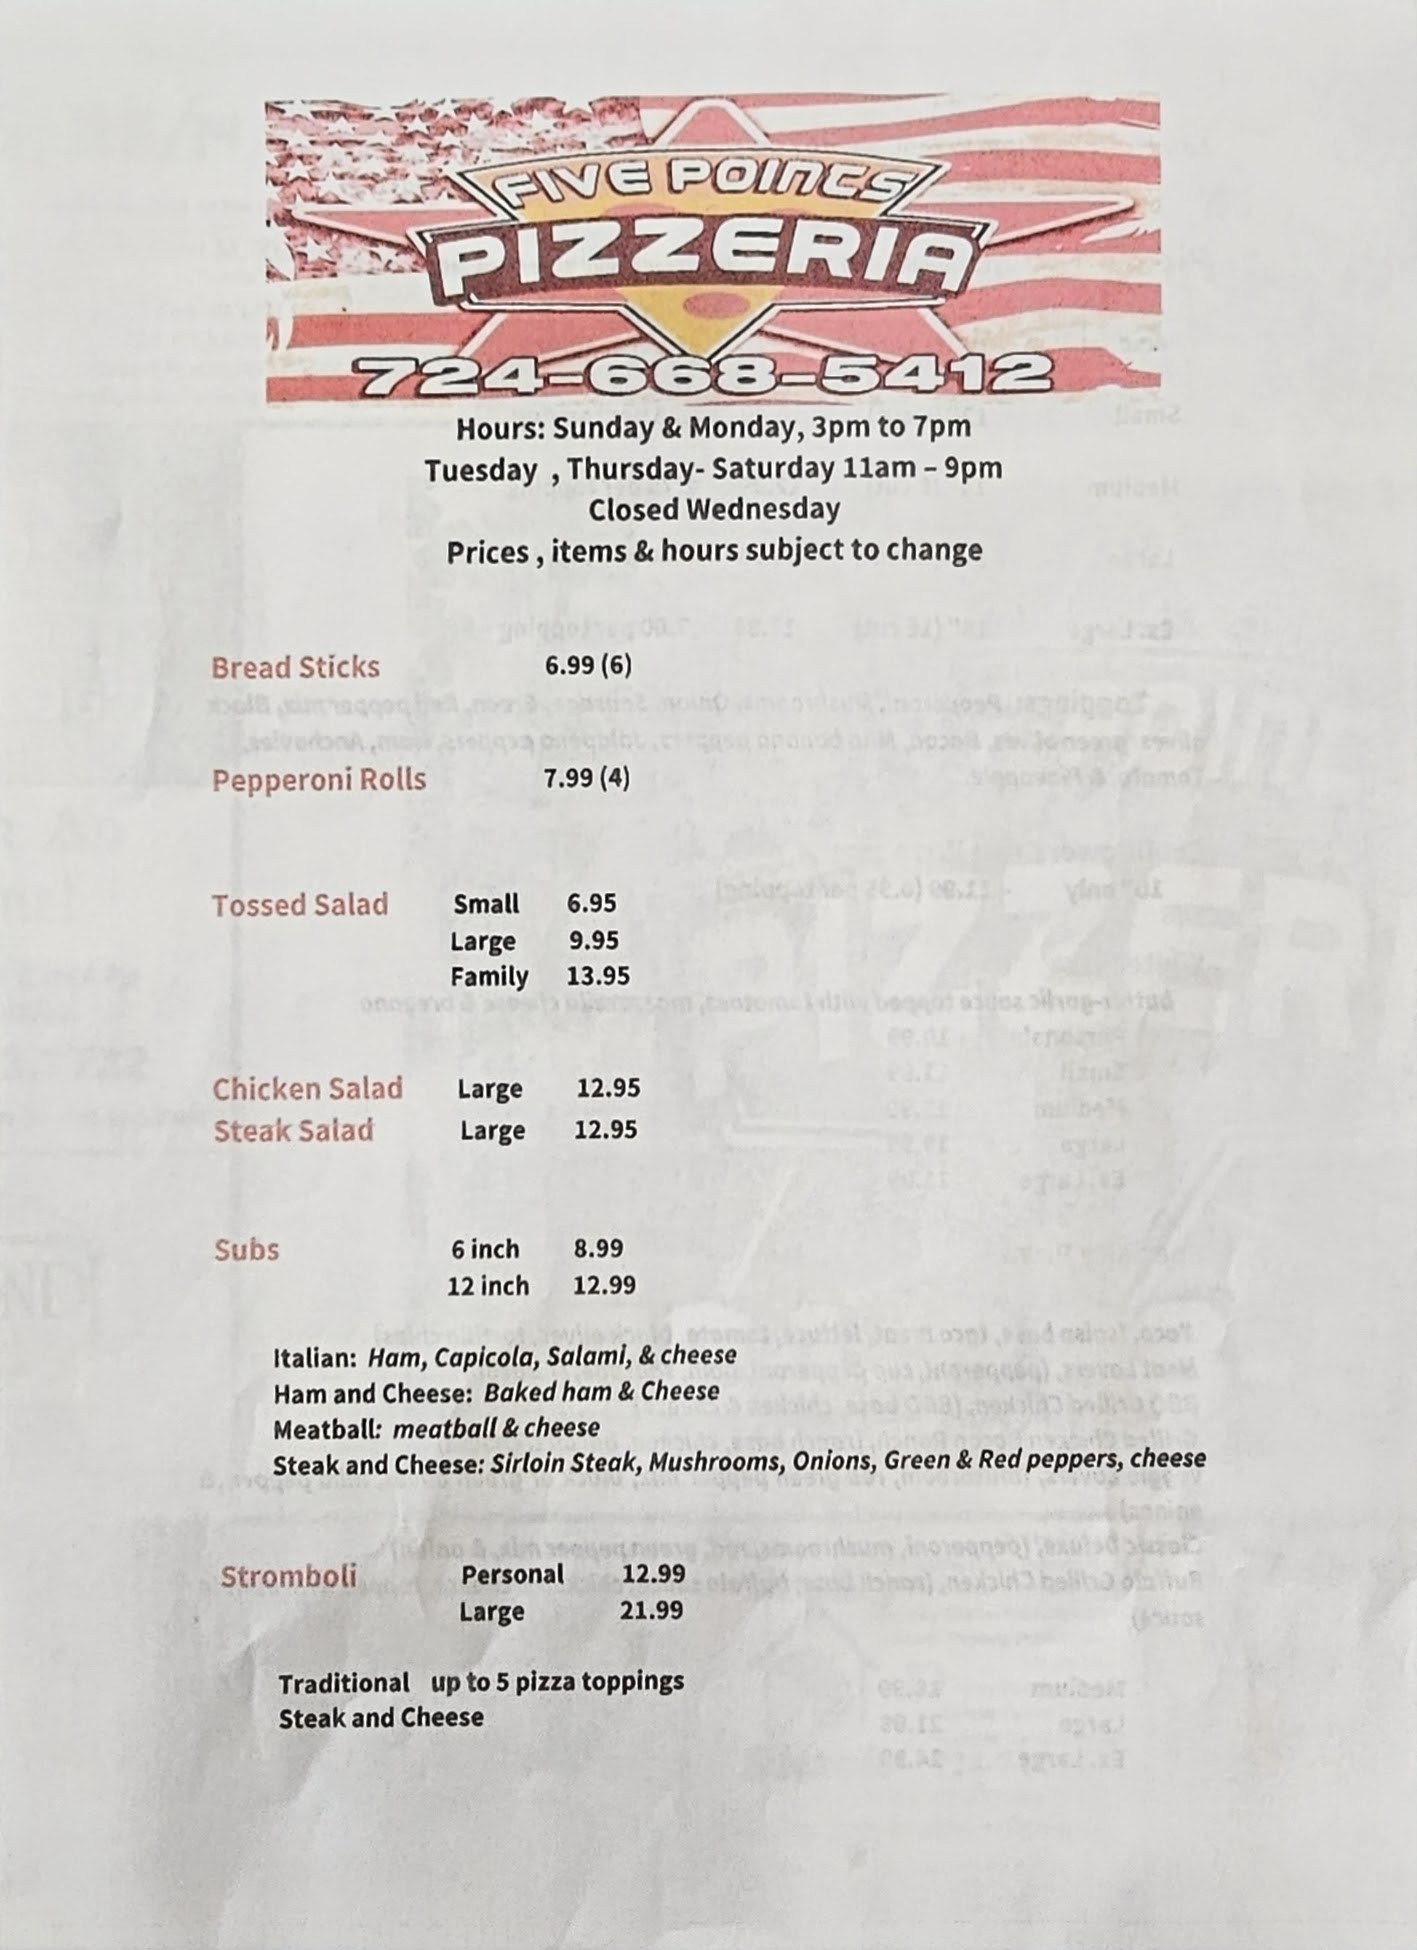 FIVE POINTS
PIZZERIA
724-668-5412
Hours: Sunday & Monday, 3pm to 7pm
Tuesday , Thursday- Saturday 11am – 9pm
Closed Wednesday
Prices , items & hours subject to change
Bread Sticks 6.99 (6)
Pepperoni Rolls 7.99 (4)
Tossed Salad Small 6.95
Large 9.95
Family 13.95
Chicken Salad Large 12.95
Steak Salad Large 12.95
Subs 6 inch 8.99
12 inch 12.99
Italian: Ham, Capicola, Salami, & cheese
Ham and Cheese: Baked ham & Cheese
Meatball: meatball & cheese
Steak and Cheese: Sirloin Steak, Mushrooms, Onions, Green & Red peppers, cheese
Stromboli Personal 12.99
Large 21.99
Traditional up to 5 pizza toppings
Steak and Cheese